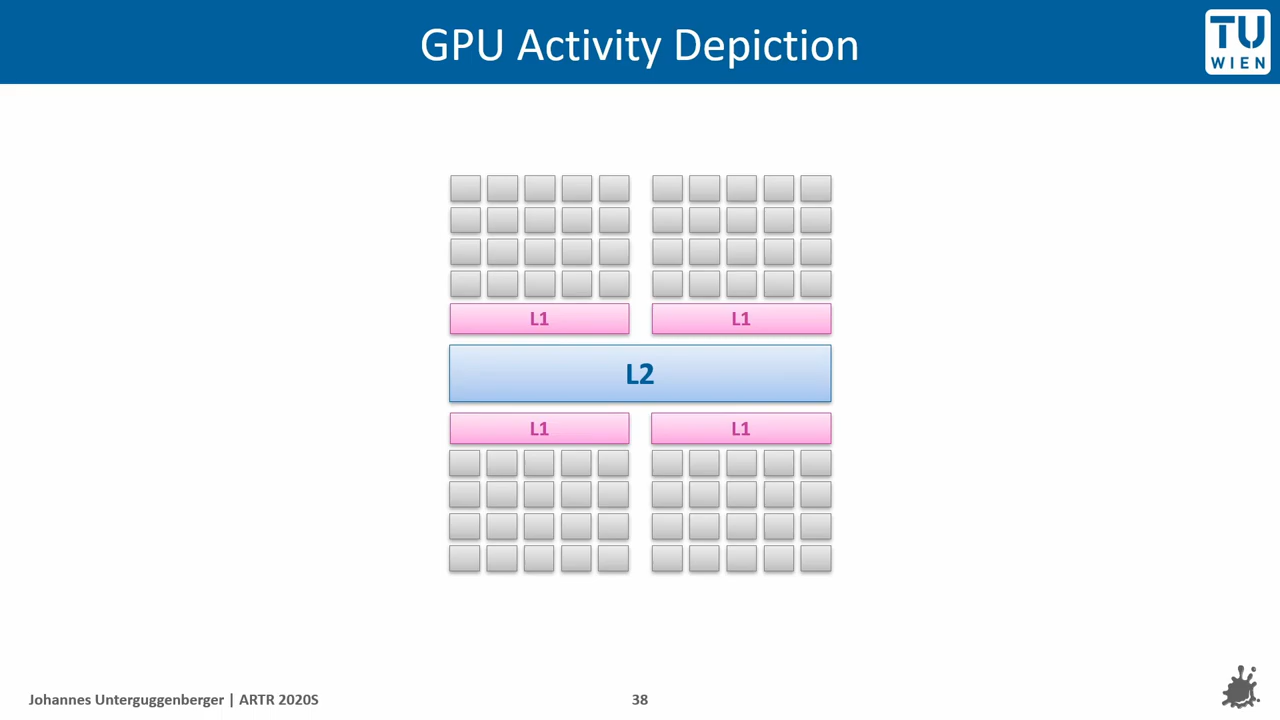 GPU Activity Depiction
TU
WIEN
L1 L1
L2
L1 L1
Johannes Unterguggenberger | ARTR 2020S
38